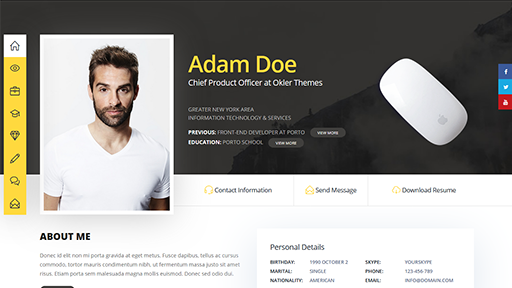 Adam Doe
Chief Product Officer at Okler Themes
GREATER NEW YORK AREA
INFORMATION TECHNOLOGY & SERVICES
PREVIOUS: FRONT-END DEVELOPER AT PORTO VIEW MORE
EDUCATION: PORTO SCHOOL VIEW MORE
Contact Information
Send Message
Download Resume
ABOUT ME
Donec id elit non mi porta gravida at eget metus. Fusce dapibus, tellus ac cursus
commodo, tortor mauris condimentum nibh, ut fermentum massa justo sit amet
risus. Etiam porta sem malesuada magna mollis euismod. Donec sed odio dui.
Personal Details
BIRTHDAY: 1990 OCTOBER 2 SKYPE: YOURSKYPE
MARITAL: SINGLE PHONE: 123-456-789
NATIONALITY: AMERICAN EMAIL: INFO@DOMAIN.COM